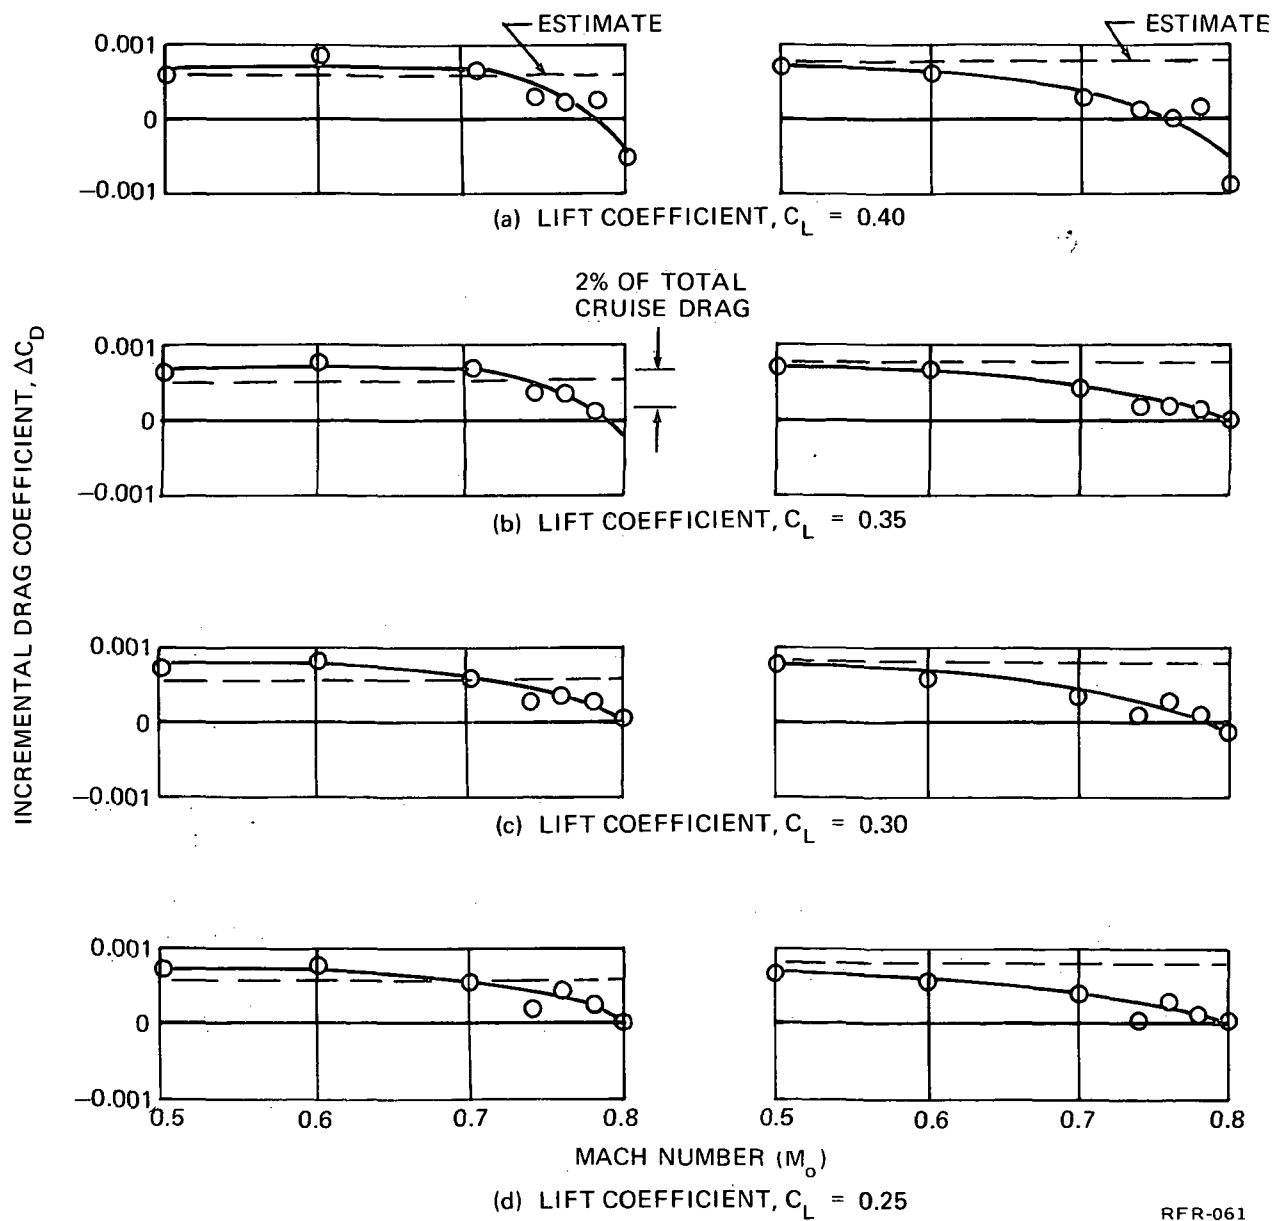 ESTIMATE
ESTIMATE
0.001
0
−0.001
(a) LIFT COEFFICIENT, C_L = 0.40
2% OF TOTAL
CRUISE DRAG
INCREMENTAL DRAG COEFFICIENT, ΔC_D
0.001
0
−0.001
(b) LIFT COEFFICIENT, C_L = 0.35
0.001
0
−0.001
(c) LIFT COEFFICIENT, C_L = 0.30
0.001
0
−0.001
0.5 0.6 0.7 0.8 0.5 0.6 0.7 0.8
MACH NUMBER (M_o)
(d) LIFT COEFFICIENT, C_L = 0.25
RFR-061